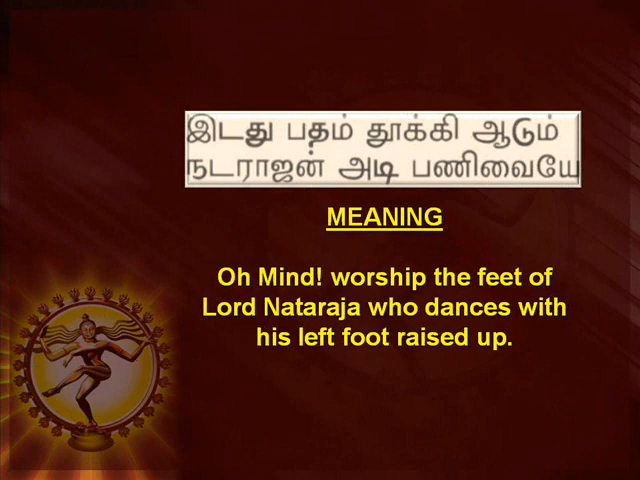 இடது பதம் தூக்கி ஆடும்
நடராஜன் அடி பணிவையே
MEANING
Oh Mind! worship the feet of
Lord Nataraja who dances with
his left foot raised up.